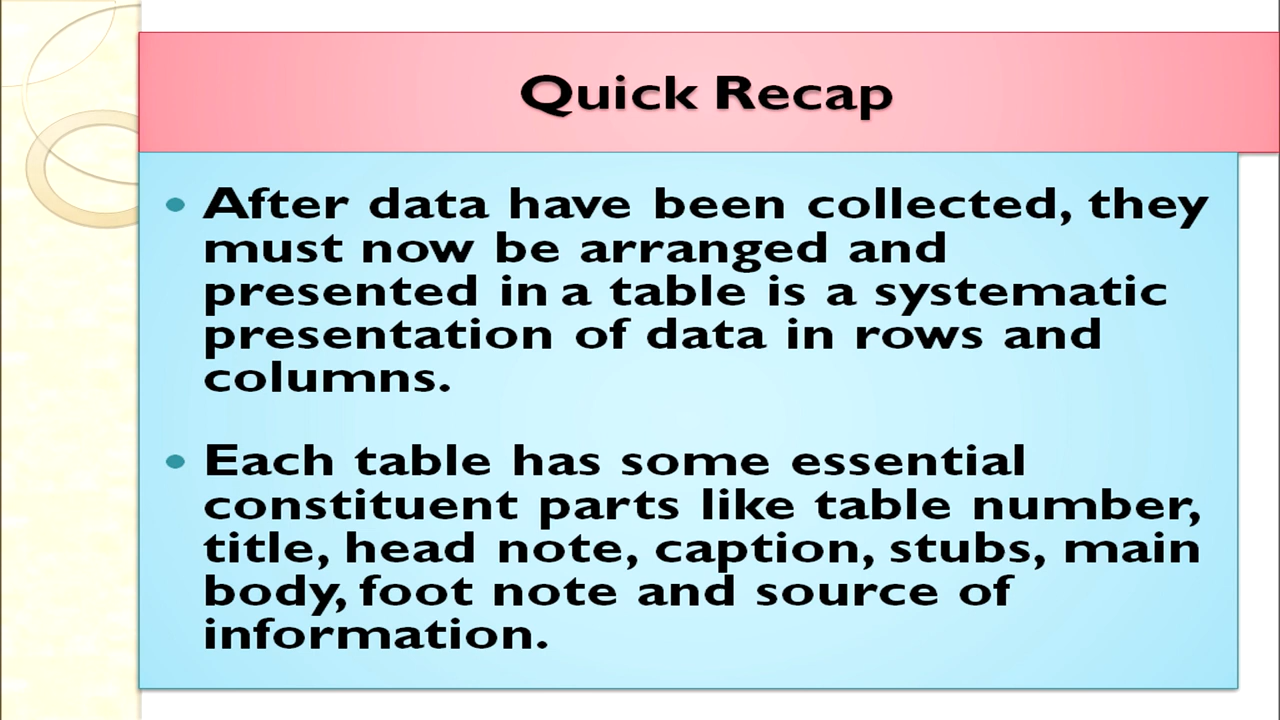 Quick Recap
• After data have been collected, they
must now be arranged and
presented in a table is a systematic
presentation of data in rows and
columns.
• Each table has some essential
constituent parts like table number,
title, head note, caption, stubs, main
body, foot note and source of
information.